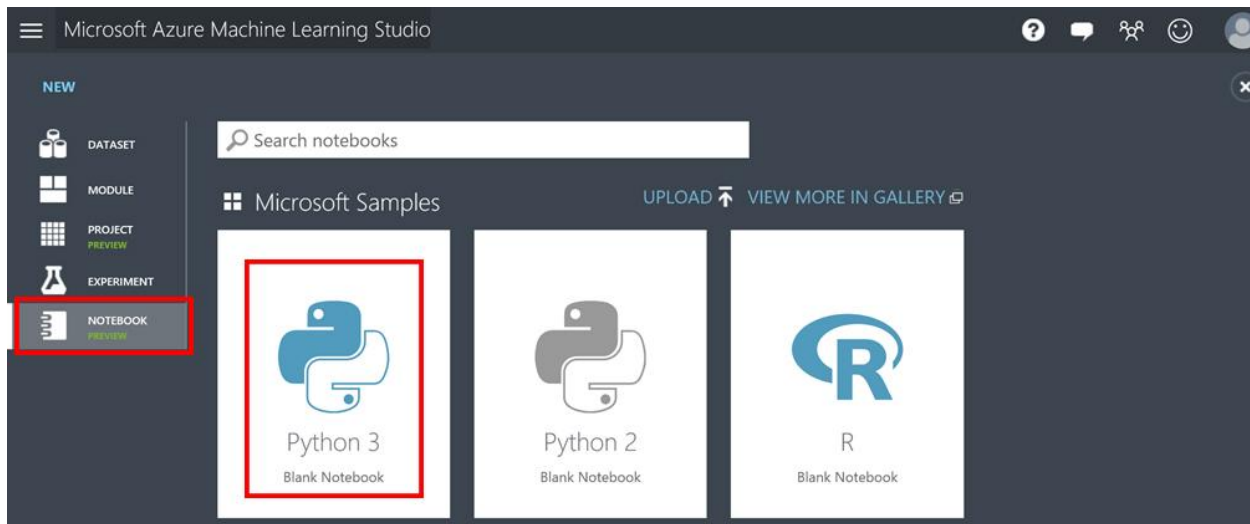 Microsoft Azure Machine Learning Studio
?
NEW
DATASET
MODULE
PROJECT
PREVIEW
EXPERIMENT
NOTEBOOK
PREVIEW
Search notebooks
Microsoft Samples
UPLOAD VIEW MORE IN GALLERY
Python 3
Blank Notebook
Python 2
Blank Notebook
R
R
Blank Notebook